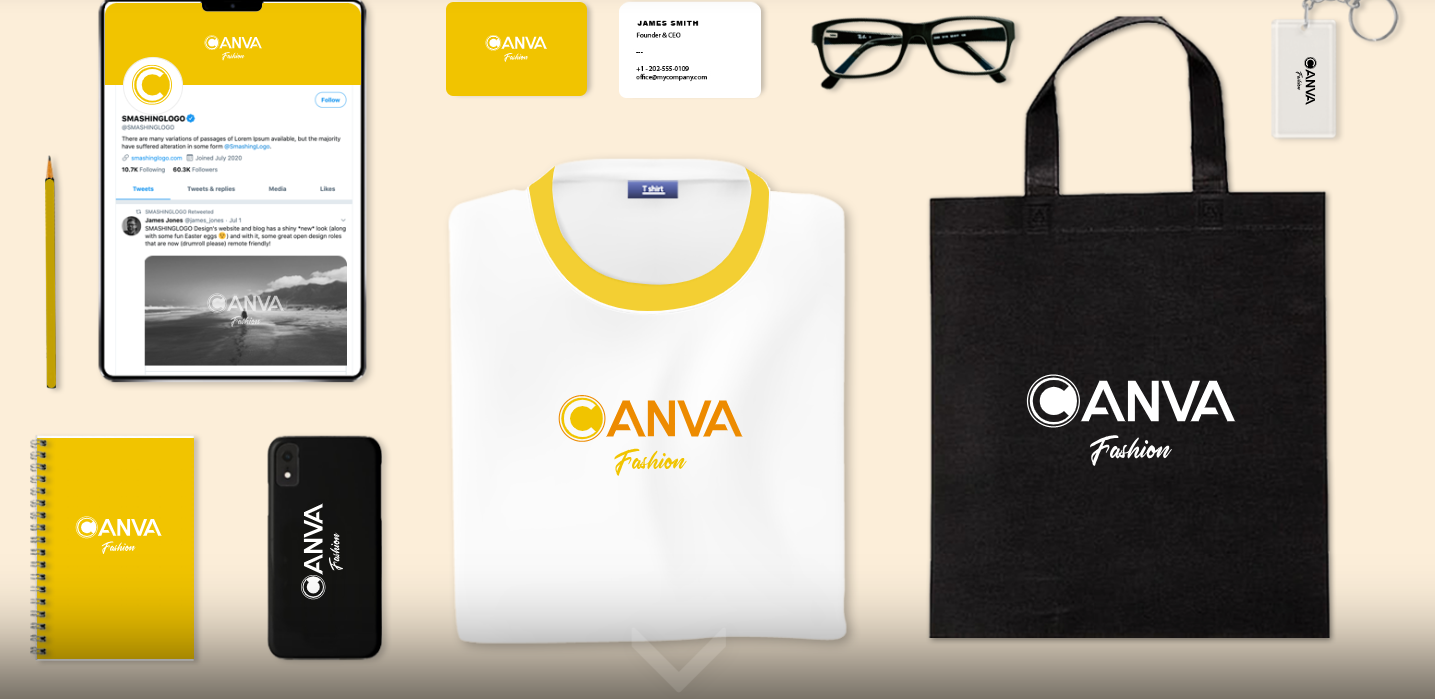 CANVA
Fashion
C
Follow
SMASHINGLOGO
@SMASHINGLOGO
There are many variations of passages of Lorem Ipsum available, but the majority
have suffered alteration in some form @SmashingLogo.
smashinglogo.com Joined July 2020
10.7K Following 60.3K Followers
Tweets Tweets & replies Media Likes
SMASHINGLOGO Retweeted
James Jones @james_jones · Jul 1
SMASHINGLOGO Design's website and blog has a shiny *new* look (along
with some fun Easter eggs 😯) and with it, some great open design roles
that are now (drumroll please) remote friendly!
CANVA
Fashion
CANVA
Fashion
JAMES SMITH
Founder & CEO
---
+1 - 202-555-0109
office@mycompany.com
CANVA
Fashion
T shirt
CANVA
Fashion
CANVA
Fashion
CANVA
Fashion
CANVA
Fashion